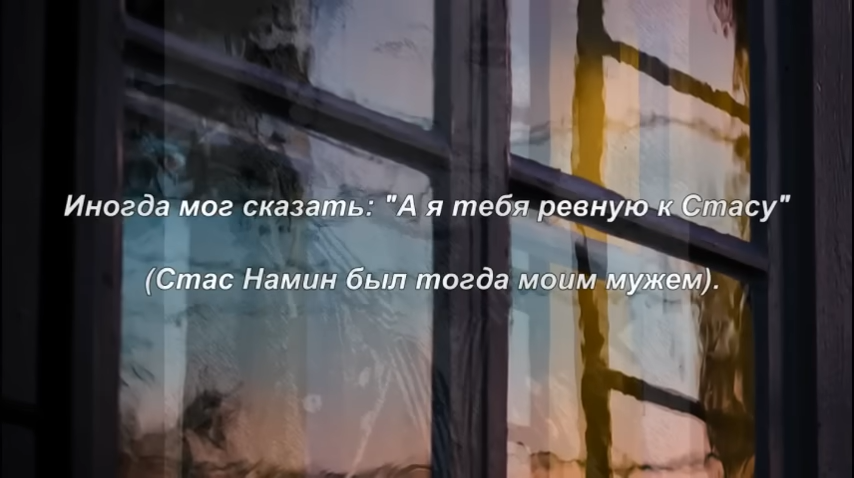 Иногда мог сказать: "А я тебя ревную к Стасу"
(Стас Намин был тогда моим мужем).